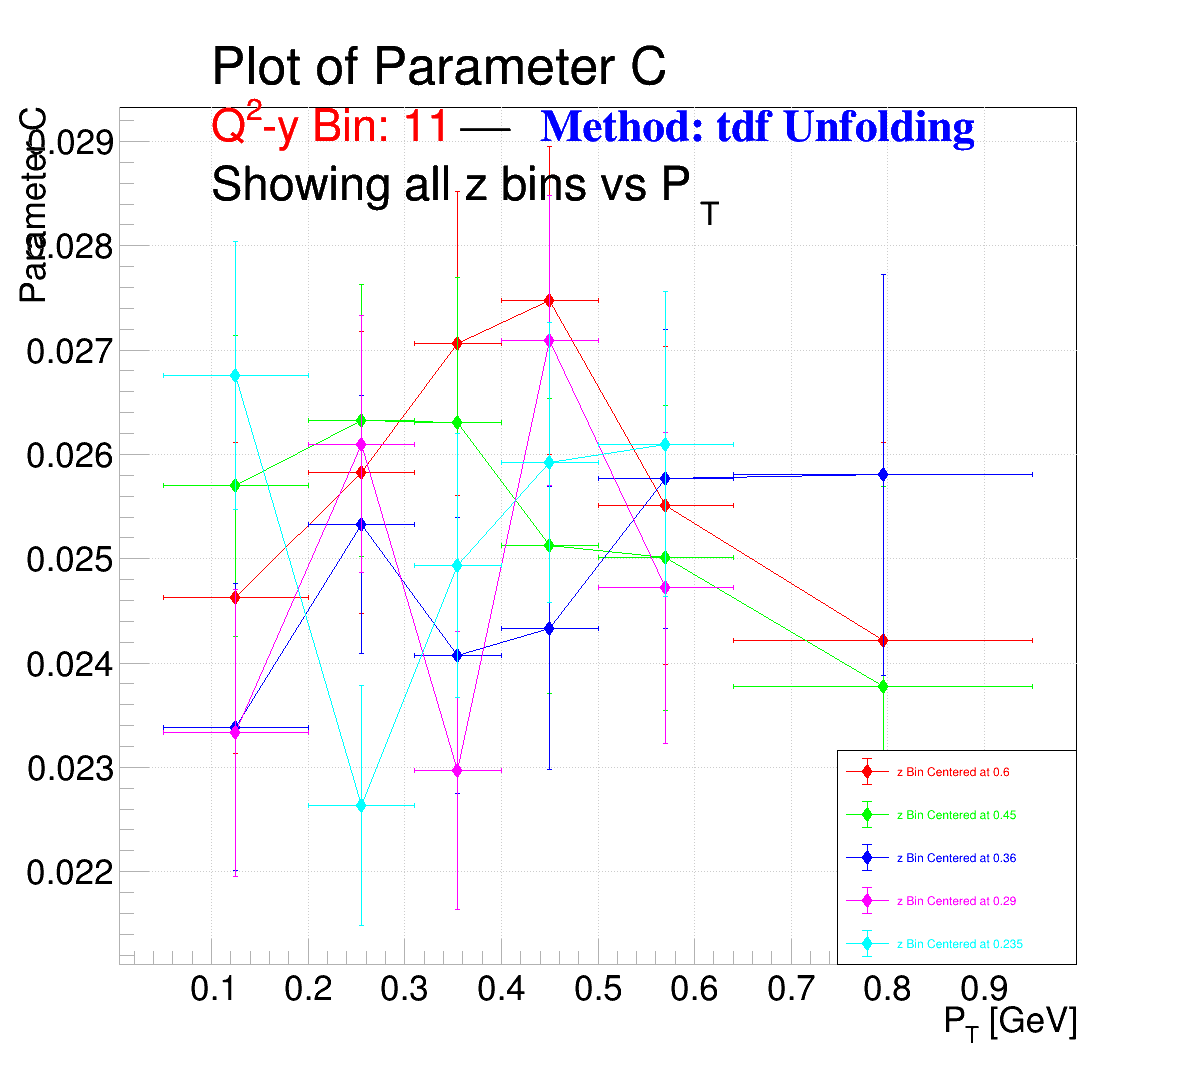 Plot of Parameter C
Q²-y Bin: 11 — Method: tdf Unfolding
Showing all z bins vs P_T
Parameter C
0.029
0.028
0.027
0.026
0.025
0.024
0.023
0.022
z Bin Centered at 0.6
z Bin Centered at 0.45
z Bin Centered at 0.36
z Bin Centered at 0.29
z Bin Centered at 0.235
0.1 0.2 0.3 0.4 0.5 0.6 0.7 0.8 0.9
P_T [GeV]